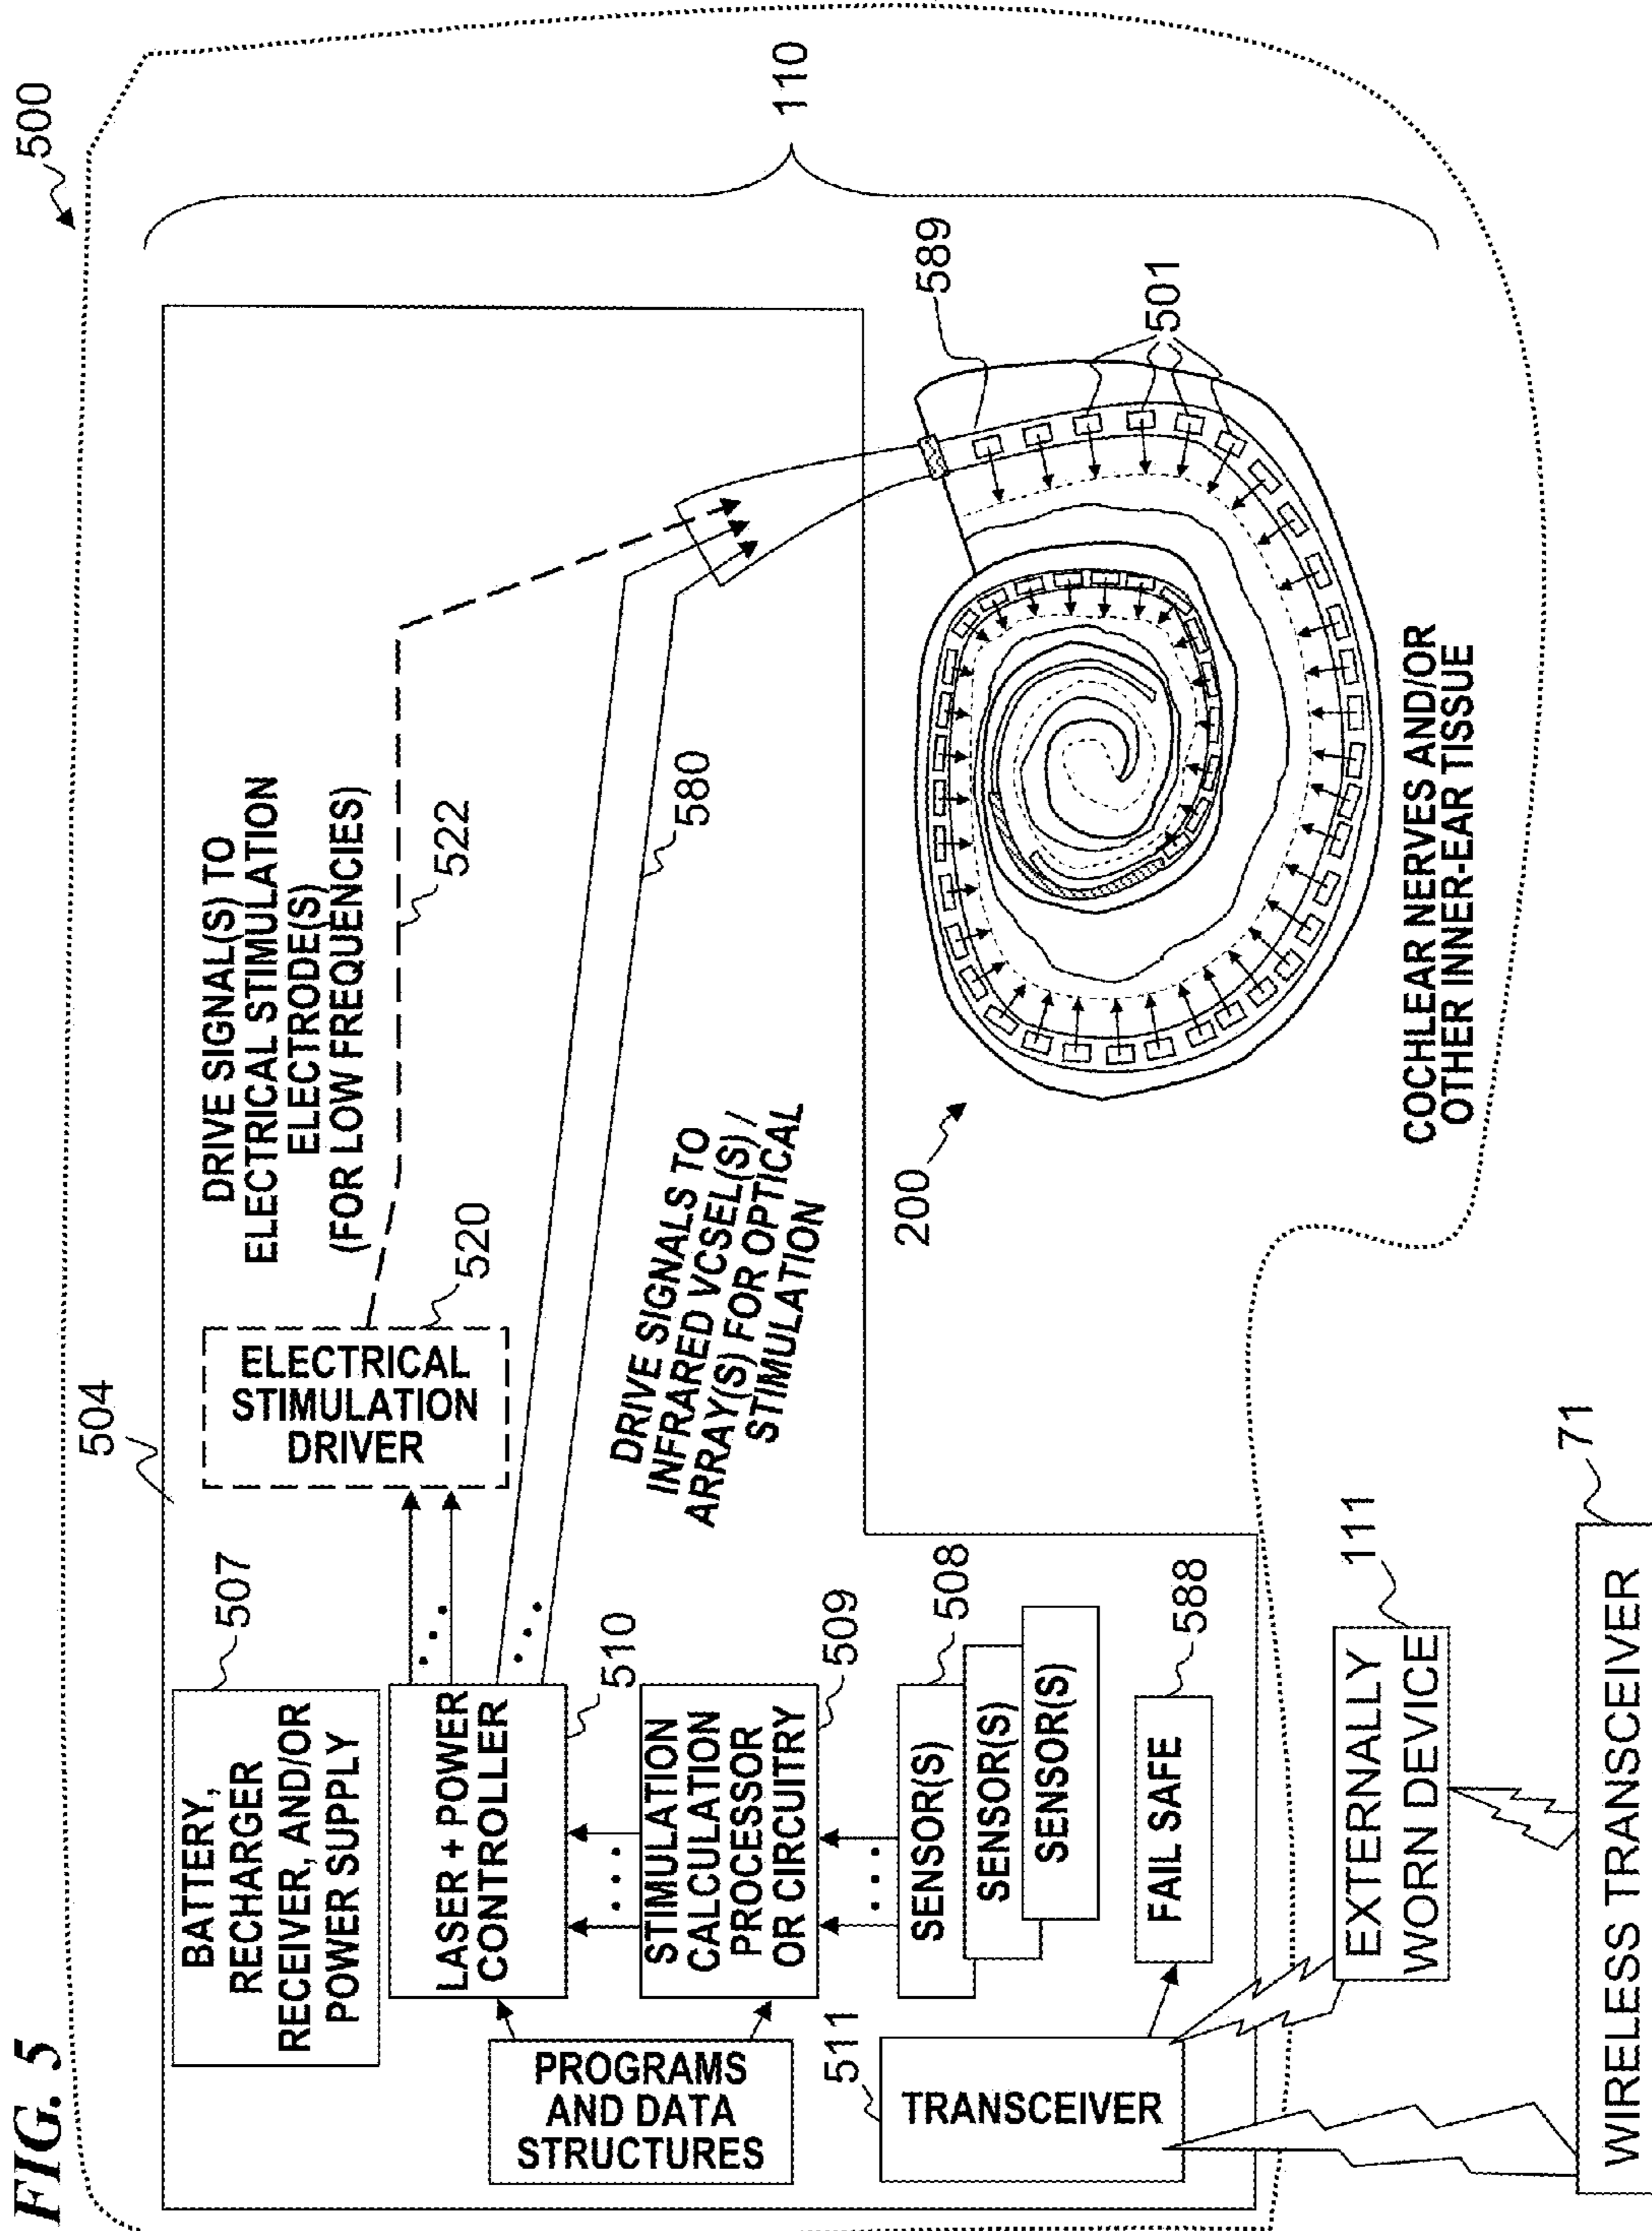 FIG. 5
500
504
110
BATTERY,
RECHARGER
RECEIVER, AND/OR
POWER SUPPLY
507
LASER + POWER
CONTROLLER
510
ELECTRICAL
STIMULATION
DRIVER
520
DRIVE SIGNAL(S) TO
ELECTRICAL STIMULATION
ELECTRODE(S)
(FOR LOW FREQUENCIES)
522
580
DRIVE SIGNALS TO
INFRARED VCSEL(S) /
ARRAY(S) FOR OPTICAL
STIMULATION
PROGRAMS
AND DATA
STRUCTURES
STIMULATION
CALCULATION
PROCESSOR
OR CIRCUITRY
509
SENSOR(S)
SENSOR(S)
SENSOR(S)
508
511
TRANSCEIVER
FAIL SAFE
588
589
501
200
COCHLEAR NERVES AND/OR
OTHER INNER-EAR TISSUE
EXTERNALLY
WORN DEVICE
111
WIRELESS TRANSCEIVER
71